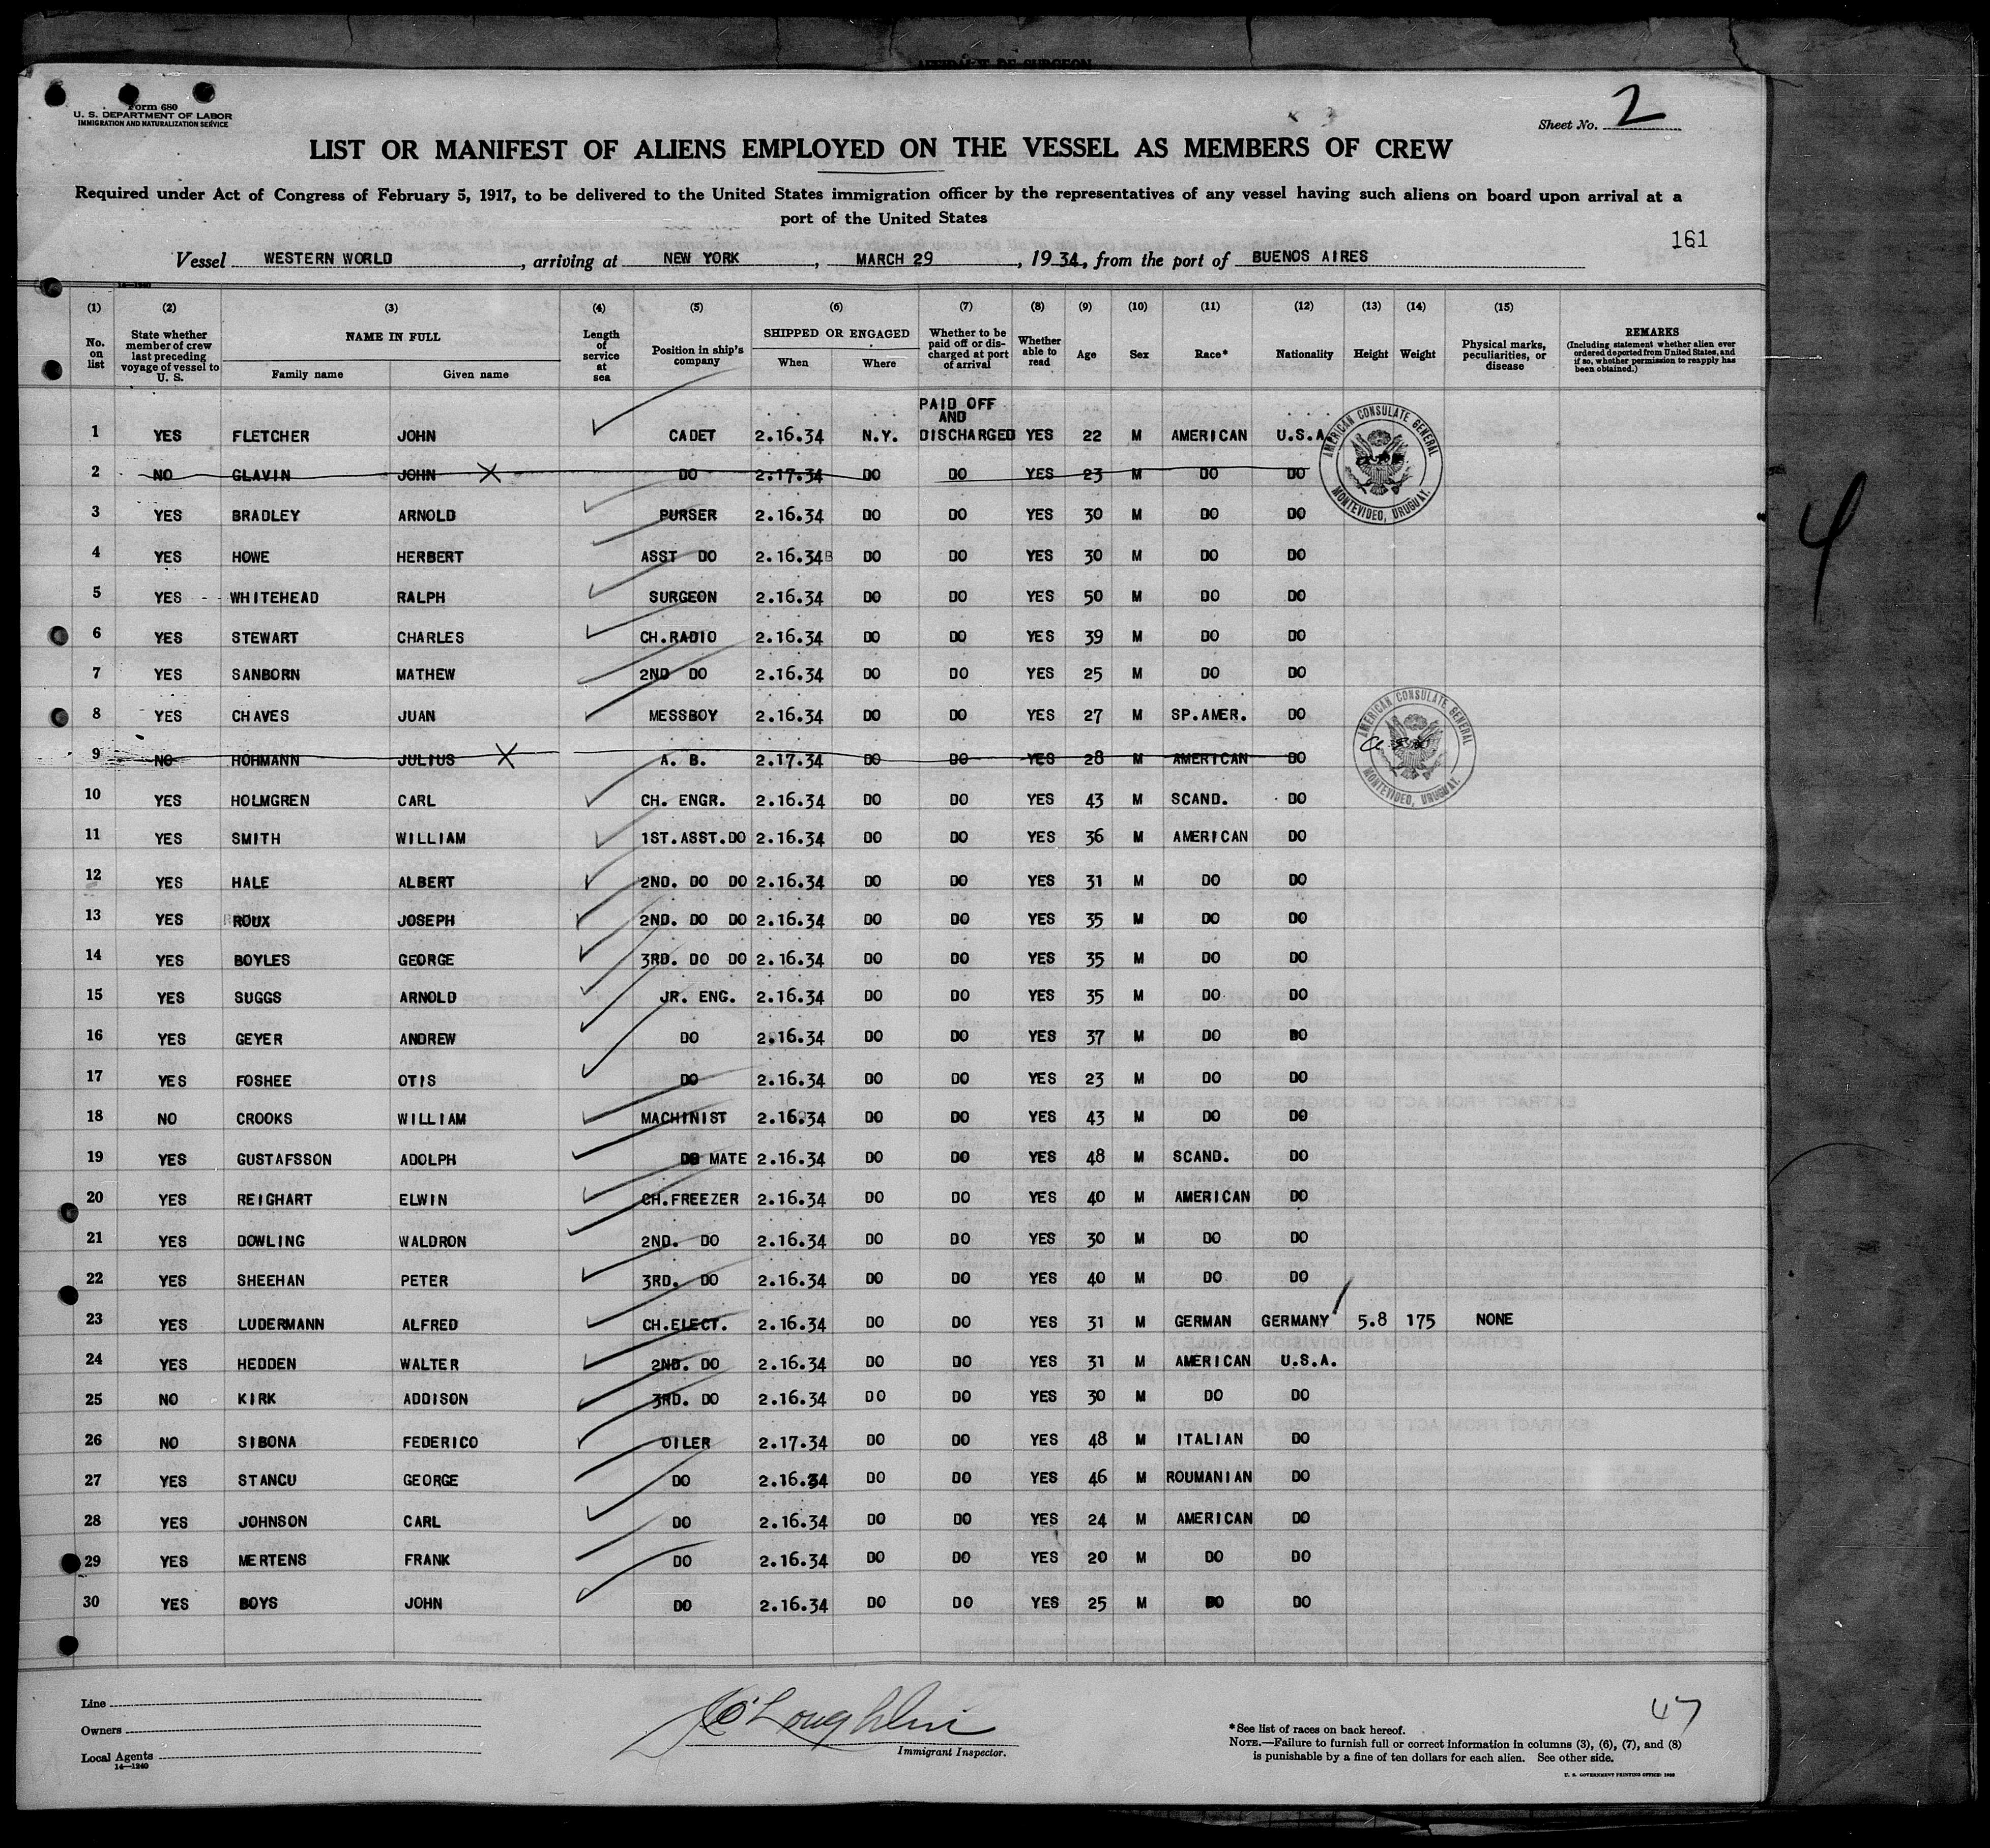 AFFIDAVIT OF SURGEON
Form 680
U. S. DEPARTMENT OF LABOR
IMMIGRATION AND NATURALIZATION SERVICE
Sheet No. 2
LIST OR MANIFEST OF ALIENS EMPLOYED ON THE VESSEL AS MEMBERS OF CREW
Required under Act of Congress of February 5, 1917, to be delivered to the United States immigration officer by the representatives of any vessel having such aliens on board upon arrival at a
port of the United States
161
Vessel WESTERN WORLD, arriving at NEW YORK, MARCH 29, 1934, from the port of BUENOS AIRES
14—1240
(1) (2) (3) (4) (5) (6) (7) (8) (9) (10) (11) (12) (13) (14) (15)
No. on list State whether member of crew last preceding voyage of vessel to U. S. NAME IN FULL Family name Given name Length of service at sea Position in ship's company SHIPPED OR ENGAGED When Where Whether to be paid off or discharged at port of arrival Whether able to read Age Sex Race* Nationality Height Weight Physical marks, peculiarities, or disease REMARKS (Including statement whether alien ever ordered deported from United States, and if so, whether permission to reapply has been obtained.)
PAID OFF
AND
1 YES FLETCHER JOHN CADET 2.16.34 N.Y. DISCHARGED YES 22 M AMERICAN U.S.A.
2 NO GLAVIN JOHN X DO 2.17.34 DO DO YES 23 M DO DO
AMERICAN CONSULATE GENERAL
MONTEVIDEO, URUGUAY.
3 YES BRADLEY ARNOLD PURSER 2.16.34 DO DO YES 30 M DO DO
4 YES HOWE HERBERT ASST DO 2.16.34 DO DO YES 30 M DO DO
5 YES WHITEHEAD RALPH SURGEON 2.16.34 DO DO YES 50 M DO DO
6 YES STEWART CHARLES CH.RADIO 2.16.34 DO DO YES 39 M DO DO
7 YES SANBORN MATHEW 2ND DO 2.16.34 DO DO YES 25 M DO DO
8 YES CHAVES JUAN MESSBOY 2.16.34 DO DO YES 27 M SP.AMER. DO
9 NO HOHMANN JULIUS X A. B. 2.17.34 DO DO YES 28 M AMERICAN DO
AMERICAN CONSULATE GENERAL
MONTEVIDEO, URUGUAY.
10 YES HOLMGREN CARL CH. ENGR. 2.16.34 DO DO YES 43 M SCAND. DO
11 YES SMITH WILLIAM 1ST.ASST.DO 2.16.34 DO DO YES 36 M AMERICAN DO
12 YES HALE ALBERT 2ND. DO DO 2.16.34 DO DO YES 31 M DO DO
13 YES ROUX JOSEPH 2ND. DO DO 2.16.34 DO DO YES 35 M DO DO
14 YES BOYLES GEORGE 3RD. DO DO 2.16.34 DO DO YES 35 M DO DO
15 YES SUGGS ARNOLD JR. ENG. 2.16.34 DO DO YES 35 M DO DO
16 YES GEYER ANDREW DO 2.16.34 DO DO YES 37 M DO DO
17 YES FOSHEE OTIS DO 2.16.34 DO DO YES 23 M DO DO
18 NO CROOKS WILLIAM MACHINIST 2.16.34 DO DO YES 43 M DO DO
19 YES GUSTAFSSON ADOLPH DO MATE 2.16.34 DO DO YES 48 M SCAND. DO
20 YES REIGHART ELWIN CH.FREEZER 2.16.34 DO DO YES 40 M AMERICAN DO
21 YES DOWLING WALDRON 2ND. DO 2.16.34 DO DO YES 30 M DO DO
22 YES SHEEHAN PETER 3RD. DO 2.16.34 DO DO YES 40 M DO DO
23 YES LUDERMANN ALFRED CH.ELECT. 2.16.34 DO DO YES 31 M GERMAN GERMANY 5.8 175 NONE
24 YES HEDDEN WALTER 2ND. DO 2.16.34 DO DO YES 31 M AMERICAN U.S.A.
25 NO KIRK ADDISON 3RD. DO 2.16.34 DO DO YES 30 M DO DO
26 NO SIBONA FEDERICO OILER 2.17.34 DO DO YES 48 M ITALIAN DO
27 YES STANCU GEORGE DO 2.16.34 DO DO YES 46 M ROUMANIAN DO
28 YES JOHNSON CARL DO 2.16.34 DO DO YES 24 M AMERICAN DO
29 YES MERTENS FRANK DO 2.16.34 DO DO YES 20 M DO DO
30 YES BOYS JOHN DO 2.16.34 DO DO YES 25 M DO DO
4
Line
Owners
Local Agents
14—1240
O'Loughlin
Immigrant Inspector.
47
*See list of races on back hereof.
NOTE.—Failure to furnish full or correct information in columns (3), (6), (7), and (8)
is punishable by a fine of ten dollars for each alien. See other side.
U. S. GOVERNMENT PRINTING OFFICE: